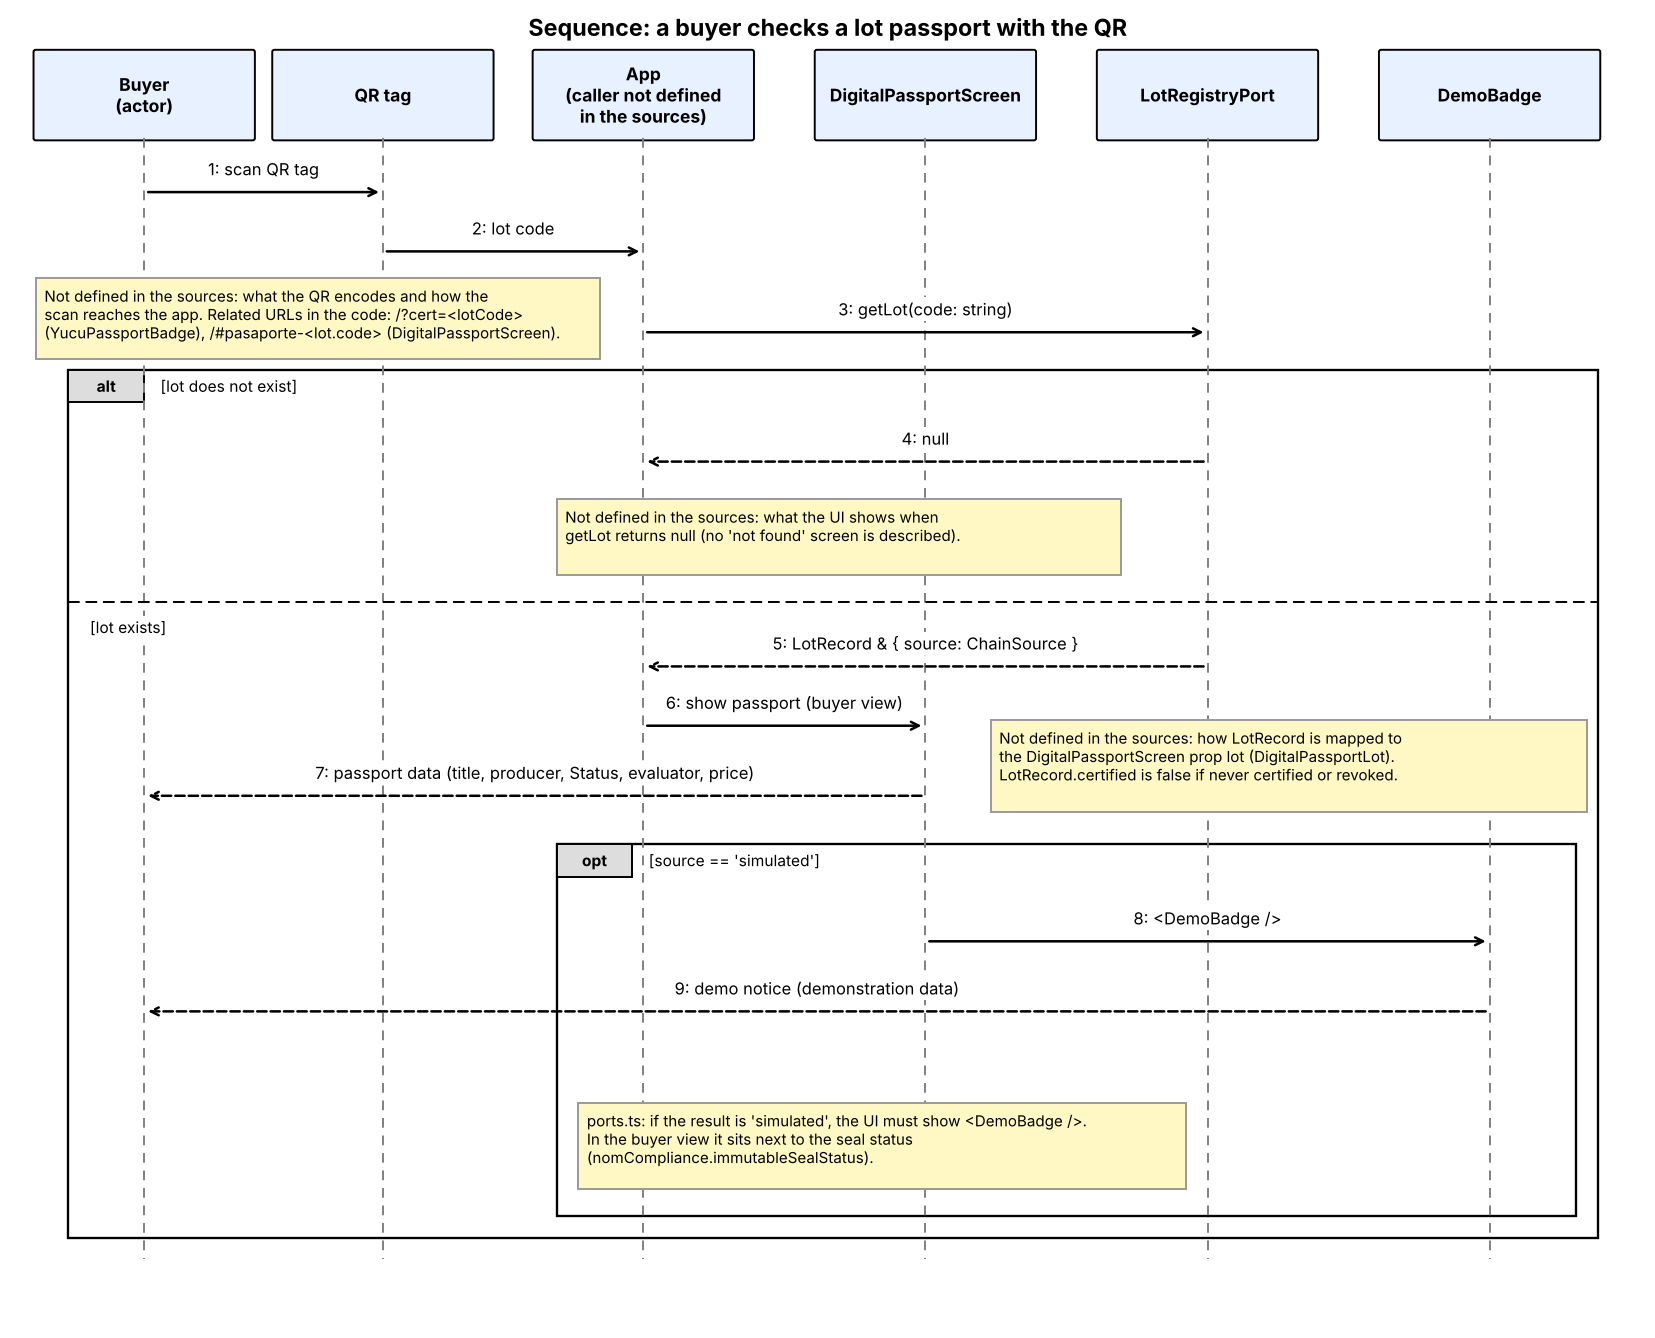 Sequence: a buyer checks a lot passport with the QR
Buyer
(actor)
QR tag
App
(caller not defined
in the sources)
DigitalPassportScreen
LotRegistryPort
DemoBadge
1: scan QR tag
2: lot code
Not defined in the sources: what the QR encodes and how the
scan reaches the app. Related URLs in the code: /?cert=<lotCode>
(YucuPassportBadge), /#pasaporte-<lot.code> (DigitalPassportScreen).
3: getLot(code: string)
alt
[lot does not exist]
4: null
Not defined in the sources: what the UI shows when
getLot returns null (no 'not found' screen is described).
[lot exists]
5: LotRecord & { source: ChainSource }
6: show passport (buyer view)
Not defined in the sources: how LotRecord is mapped to
the DigitalPassportScreen prop lot (DigitalPassportLot).
LotRecord.certified is false if never certified or revoked.
7: passport data (title, producer, Status, evaluator, price)
opt
[source == 'simulated']
8: <DemoBadge />
9: demo notice (demonstration data)
ports.ts: if the result is 'simulated', the UI must show <DemoBadge />.
In the buyer view it sits next to the seal status
(nomCompliance.immutableSealStatus).